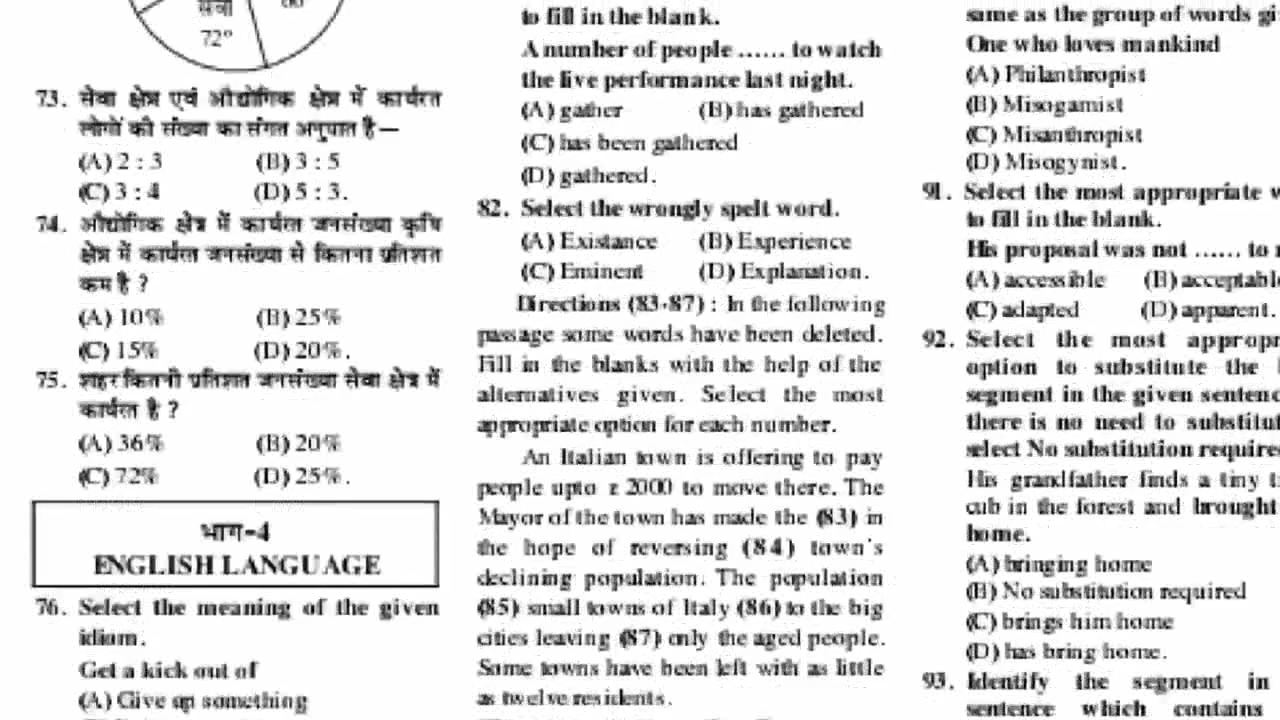 सेवा
72°
73. सेवा क्षेत्र एवं औद्योगिक क्षेत्र में कार्यरत
लोगों की संख्या का संगत अनुपात है—
(A) 2 : 3 (B) 3 : 5
(C) 3 : 4 (D) 5 : 3.
74. औद्योगिक क्षेत्र में कार्यरत जनसंख्या कृषि
क्षेत्र में कार्यरत जनसंख्या से कितना प्रतिशत
कम है ?
(A) 10% (B) 25%
(C) 15% (D) 20%.
75. शहर कितनी प्रतिशत जनसंख्या सेवा क्षेत्र में
कार्यरत है ?
(A) 36% (B) 20%
(C) 72% (D) 25%.
भाग-4
ENGLISH LANGUAGE
76. Select the meaning of the given
idiom.
Get a kick out of
(A) Give up something
to fill in the blank.
A number of people ...... to watch
the live performance last night.
(A) gather (B) has gathered
(C) has been gathered
(D) gathered.
82. Select the wrongly spelt word.
(A) Existance (B) Experience
(C) Eminent (D) Explanation.
Directions (83-87) : In the following
passage some words have been deleted.
Fill in the blanks with the help of the
alternatives given. Select the most
appropriate option for each number.
An Italian town is offering to pay
people upto 2000 to move there. The
Mayor of the town has made the (83) in
the hope of reversing (84) town's
declining population. The population
(85) small towns of Italy (86) to the big
cities leaving (87) only the aged people.
Some towns have been left with as little
as twelve residents.
same as the group of words gi
One who loves mankind
(A) Philanthropist
(B) Misogamist
(C) Misanthropist
(D) Misogynist.
91. Select the most appropriate w
to fill in the blank.
His proposal was not ...... to
(A) accessible (B) acceptable
(C) adapted (D) apparent.
92. Select the most appropr
option to substitute the
segment in the given sentenc
there is no need to substitut
select No substitution require
His grandfather finds a tiny t
cub in the forest and brought
home.
(A) bringing home
(B) No substitution required
(C) brings him home
(D) has bring home.
93. Identify the segment in
sentence which contains